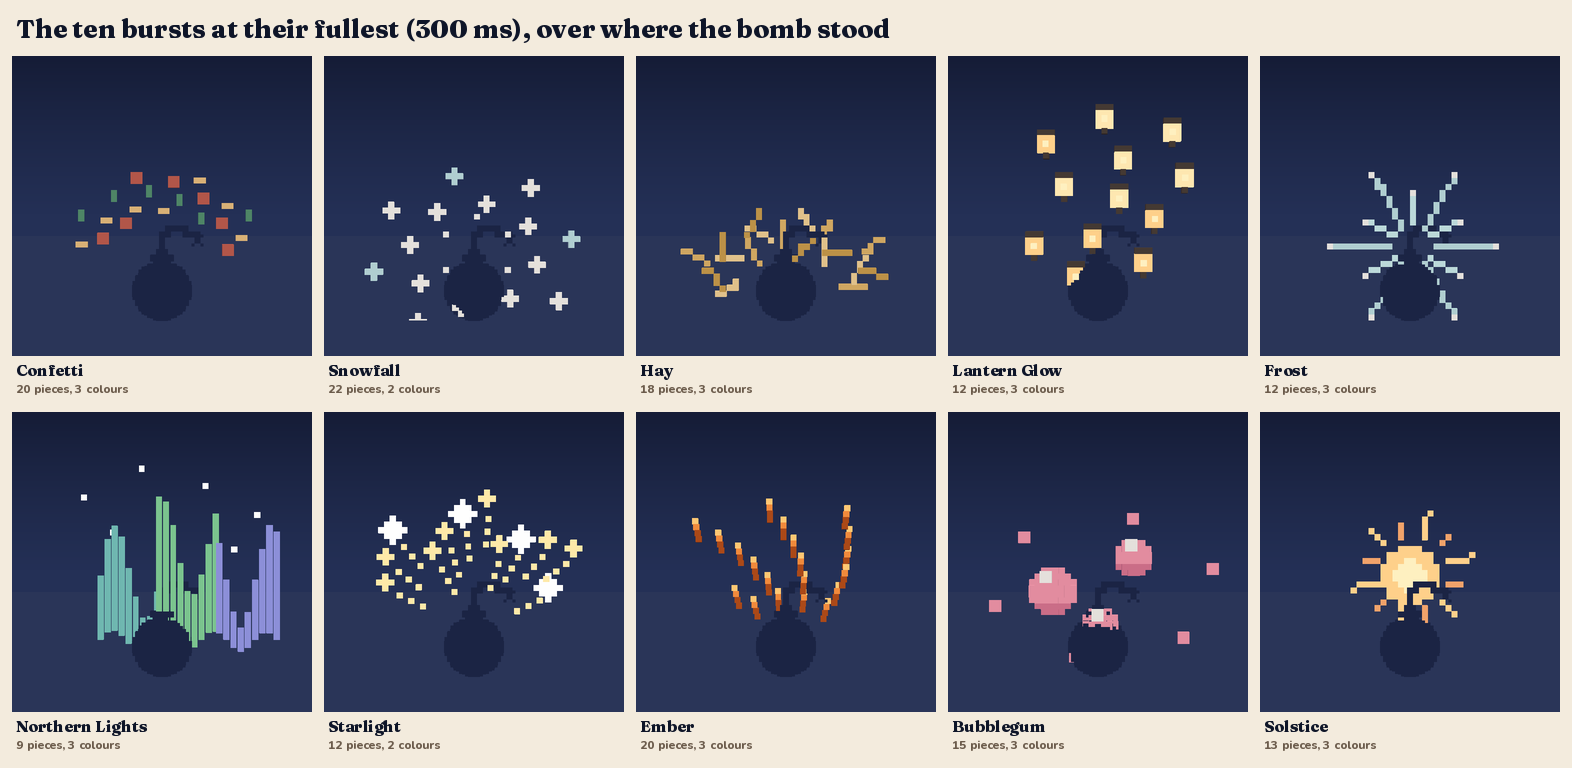 The ten bursts at their fullest (300 ms), over where the bomb stood
Confetti
20 pieces, 3 colours
Snowfall
22 pieces, 2 colours
Hay
18 pieces, 3 colours
Lantern Glow
12 pieces, 3 colours
Frost
12 pieces, 3 colours
Northern Lights
9 pieces, 3 colours
Starlight
12 pieces, 2 colours
Ember
20 pieces, 3 colours
Bubblegum
15 pieces, 3 colours
Solstice
13 pieces, 3 colours